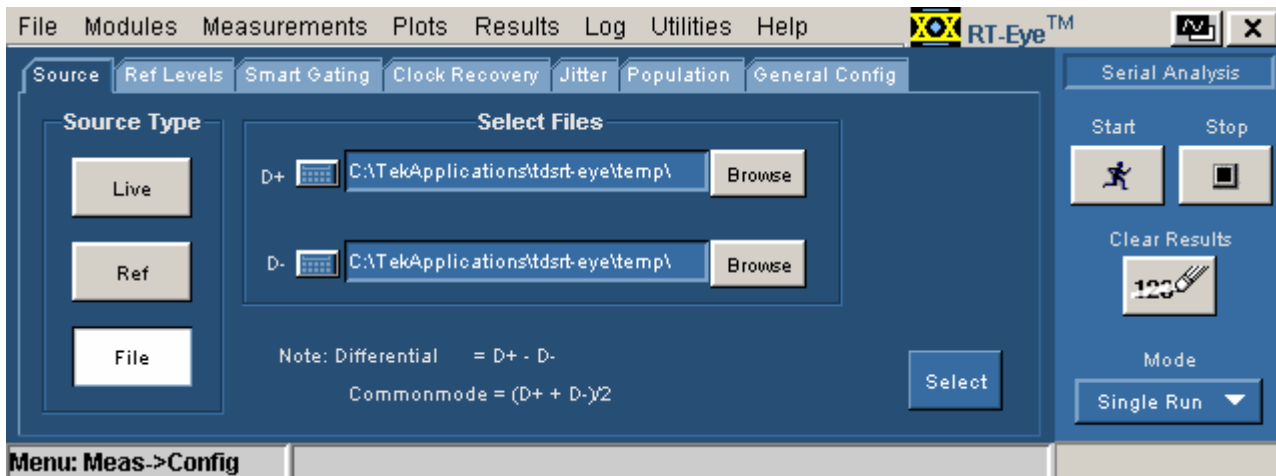 File Modules Measurements Plots Results Log Utilities Help RT-Eye™
Source Ref Levels Smart Gating Clock Recovery Jitter Population General Config
Serial Analysis
Source Type
Live
Ref
File
Select Files
D+ C:\TekApplications\tdsrt-eye\temp\ Browse
D- C:\TekApplications\tdsrt-eye\temp\ Browse
Note: Differential = D+ - D-
Commonmode = (D+ + D-)/2
Select
Start Stop
Clear Results
123
Mode
Single Run
Menu: Meas->Config